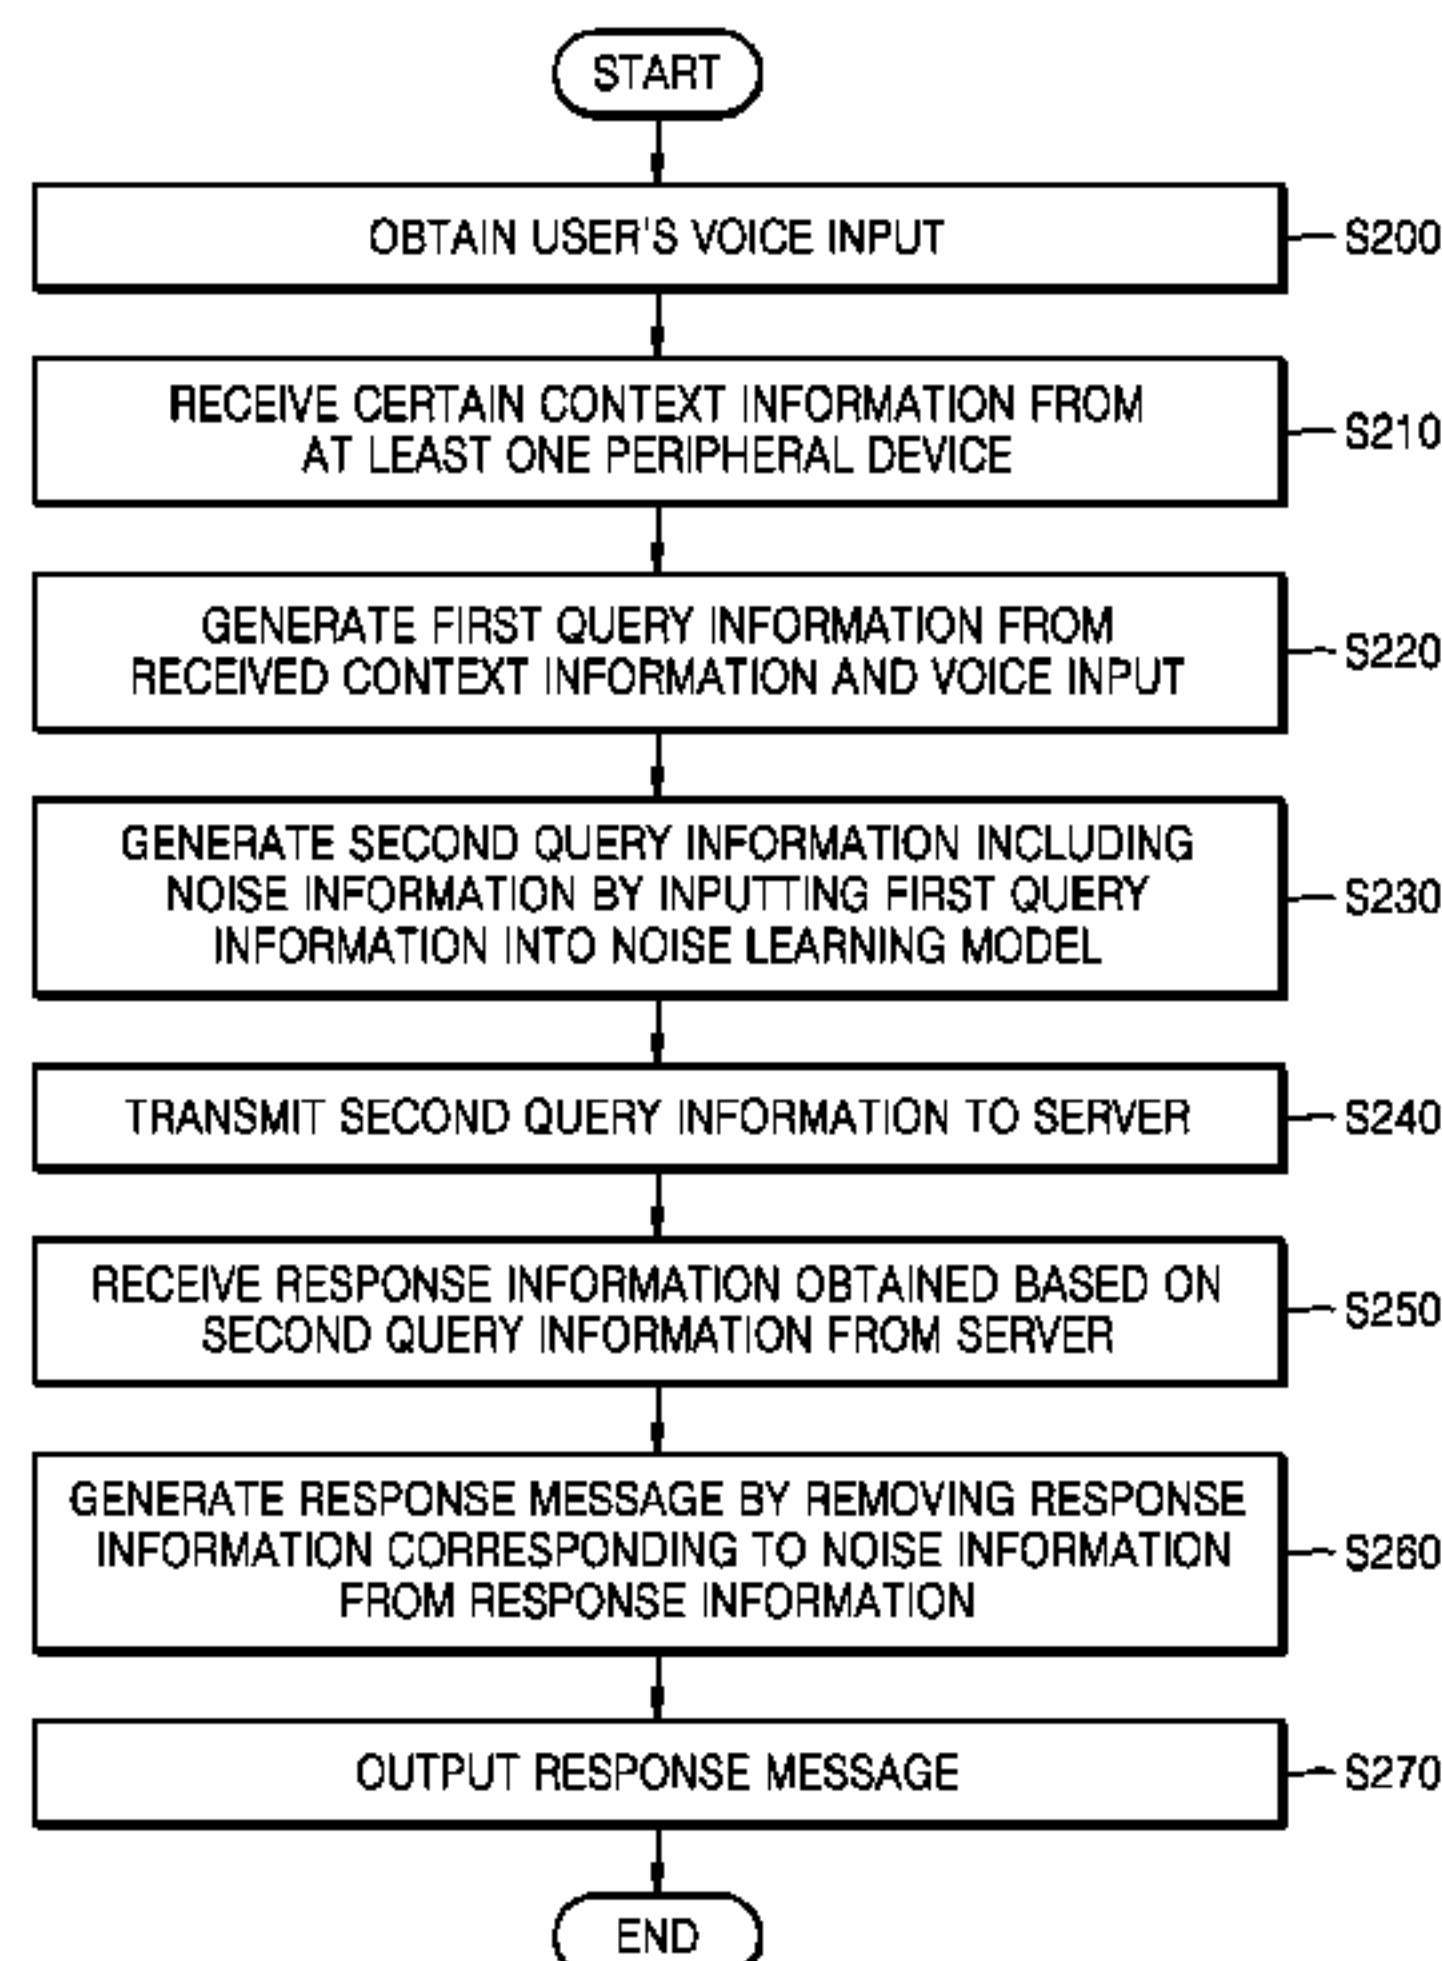 START
OBTAIN USER'S VOICE INPUT
S200
RECEIVE CERTAIN CONTEXT INFORMATION FROM
AT LEAST ONE PERIPHERAL DEVICE
S210
GENERATE FIRST QUERY INFORMATION FROM
RECEIVED CONTEXT INFORMATION AND VOICE INPUT
S220
GENERATE SECOND QUERY INFORMATION INCLUDING
NOISE INFORMATION BY INPUTTING FIRST QUERY
INFORMATION INTO NOISE LEARNING MODEL
S230
TRANSMIT SECOND QUERY INFORMATION TO SERVER
S240
RECEIVE RESPONSE INFORMATION OBTAINED BASED ON
SECOND QUERY INFORMATION FROM SERVER
S250
GENERATE RESPONSE MESSAGE BY REMOVING RESPONSE
INFORMATION CORRESPONDING TO NOISE INFORMATION
FROM RESPONSE INFORMATION
S260
OUTPUT RESPONSE MESSAGE
S270
END